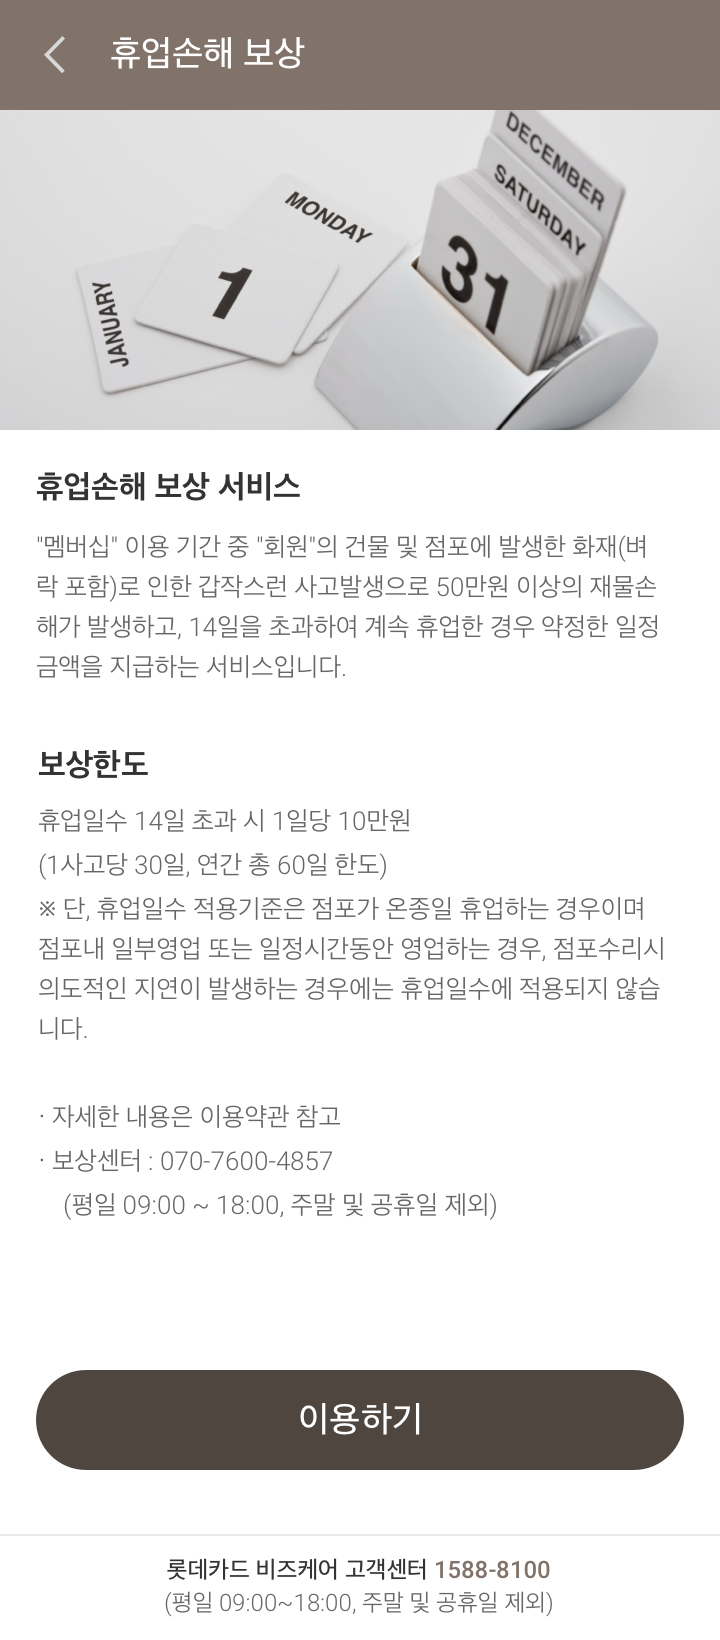 휴업손해 보상
DECEMBER
SATURDAY
31
MONDAY
1
JANUARY
휴업손해 보상 서비스
"멤버십" 이용 기간 중 "회원"의 건물 및 점포에 발생한 화재(벼
락 포함)로 인한 갑작스런 사고발생으로 50만원 이상의 재물손
해가 발생하고, 14일을 초과하여 계속 휴업한 경우 약정한 일정
금액을 지급하는 서비스입니다.
보상한도
휴업일수 14일 초과 시 1일당 10만원
(1사고당 30일, 연간 총 60일 한도)
※ 단, 휴업일수 적용기준은 점포가 온종일 휴업하는 경우이며
점포내 일부영업 또는 일정시간동안 영업하는 경우, 점포수리시
의도적인 지연이 발생하는 경우에는 휴업일수에 적용되지 않습
니다.
· 자세한 내용은 이용약관 참고
· 보상센터 : 070-7600-4857
(평일 09:00 ~ 18:00, 주말 및 공휴일 제외)
이용하기
롯데카드 비즈케어 고객센터 1588-8100
(평일 09:00~18:00, 주말 및 공휴일 제외)